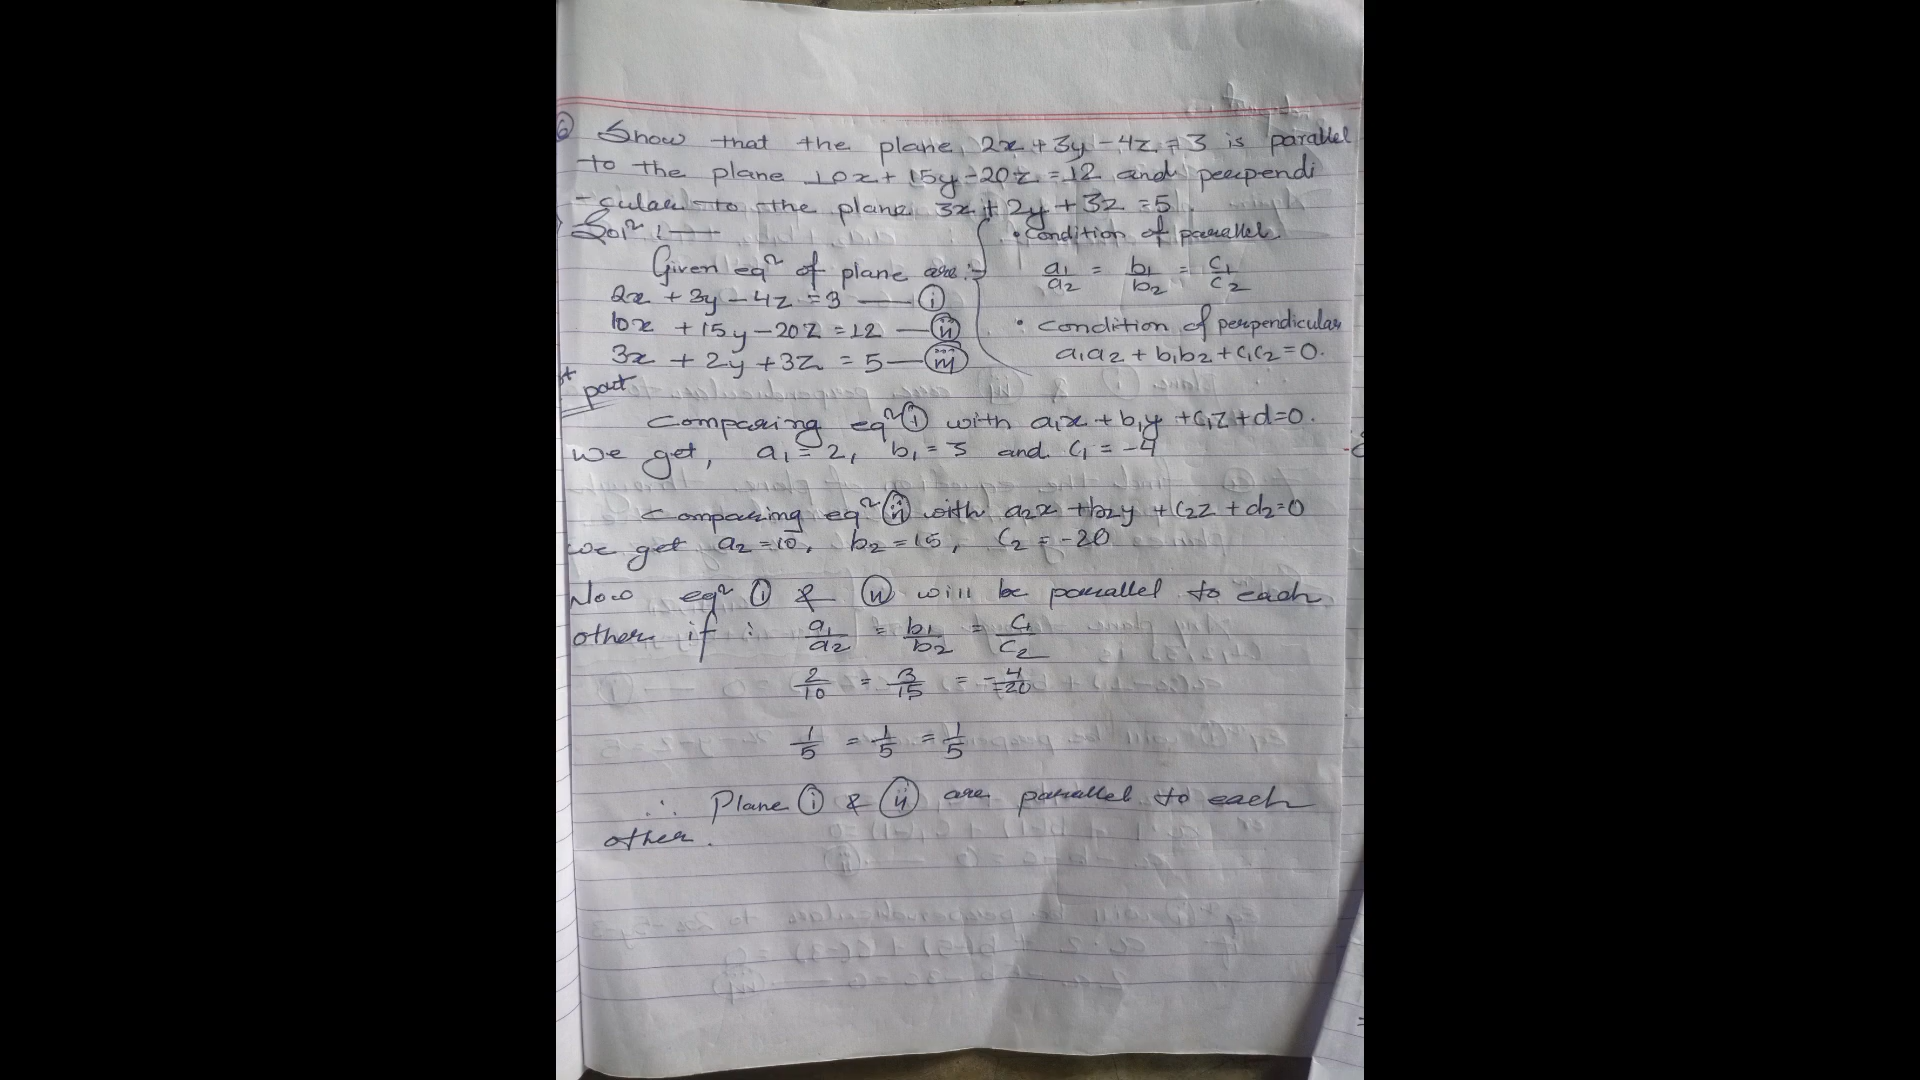 6 Show that the plane 2x + 3y - 4z = 3 is parallel
to the plane 10x + 15y - 20z = 12 and perpendi
-cular to the plane 3x + 2y + 3z = 5.
Solⁿ :—
Given eqⁿ of plane are :-
2x + 3y - 4z = 3 — (i)
10x + 15y - 20z = 12 — (ii)
3x + 2y + 3z = 5 — (iii)
• Condition of parallel
a₁/a₂ = b₁/b₂ = c₁/c₂
• condition of perpendicular
a₁a₂ + b₁b₂ + c₁c₂ = 0.
st part
Comparing eqⁿ (i) with a₁x + b₁y + c₁z + d = 0.
we get, a₁ = 2, b₁ = 3 and c₁ = -4
Comparing eqⁿ (ii) with a₂x + b₂y + c₂z + d₂ = 0
we get a₂ = 10, b₂ = 15, c₂ = -20
Now eqⁿ (i) & (ii) will be parallel to each
other if : a₁/a₂ = b₁/b₂ = c₁/c₂
2/10 = 3/15 = -4/-20
1/5 = 1/5 = 1/5
∴ Plane (i) & (ii) are parallel to each
other.